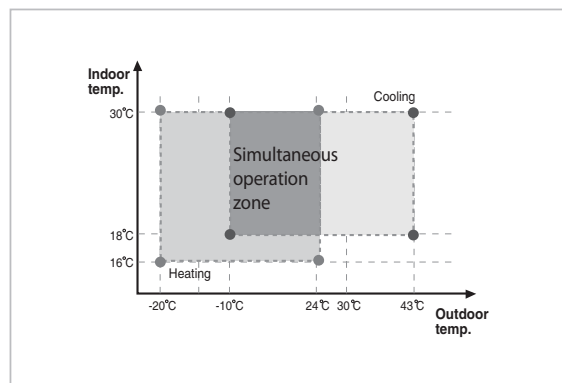 Indoor
temp.
Cooling
30°C
Simultaneous
operation
zone
18°C
16°C
Heating
-20°C -10°C 24°C 30°C 43°C
Outdoor
temp.